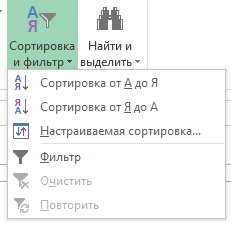 Сортировка
и фильтр
Найти и
выделить
Сортировка от А до Я
Сортировка от Я до А
Настраиваемая сортировка...
Фильтр
Очистить
Повторить